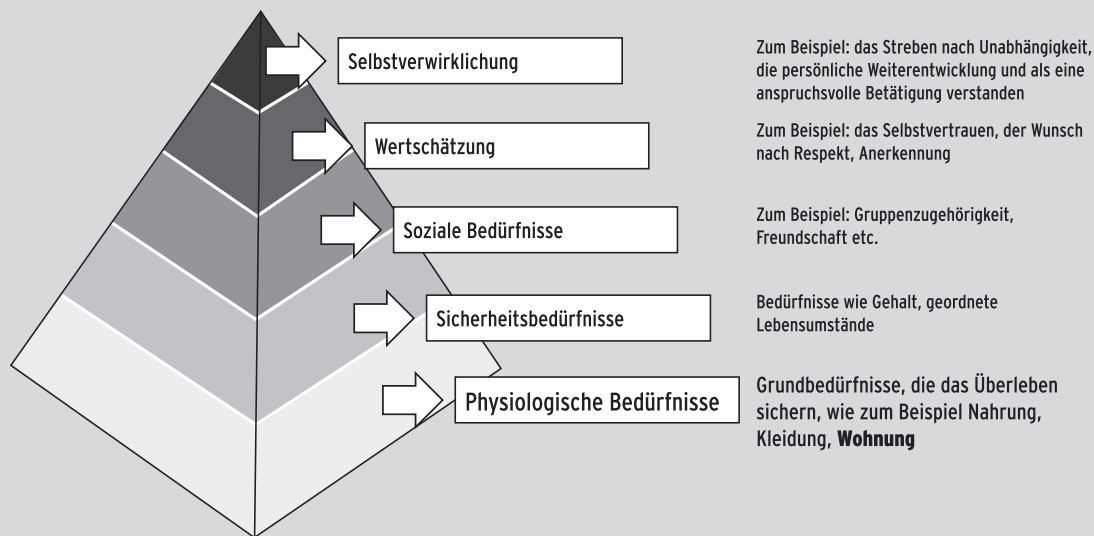 Selbstverwirklichung
Zum Beispiel: das Streben nach Unabhängigkeit,
die persönliche Weiterentwicklung und als eine
anspruchsvolle Betätigung verstanden
Wertschätzung
Zum Beispiel: das Selbstvertrauen, der Wunsch
nach Respekt, Anerkennung
Soziale Bedürfnisse
Zum Beispiel: Gruppenzugehörigkeit,
Freundschaft etc.
Sicherheitsbedürfnisse
Bedürfnisse wie Gehalt, geordnete
Lebensumstände
Physiologische Bedürfnisse
Grundbedürfnisse, die das Überleben
sichern, wie zum Beispiel Nahrung,
Kleidung, Wohnung